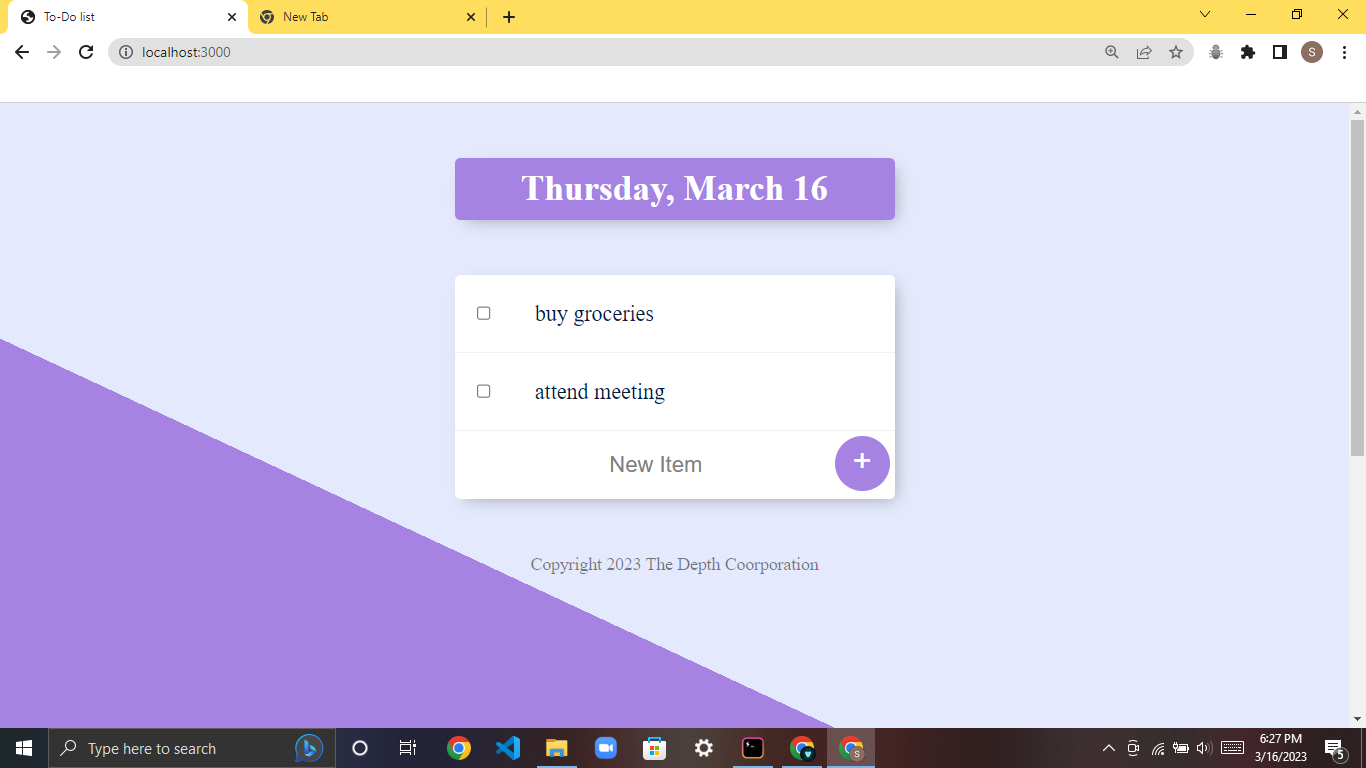 To-Do list
New Tab
localhost:3000
S
Thursday, March 16
buy groceries
attend meeting
New Item
+
Copyright 2023 The Depth Coorporation
Type here to search
S
6:27 PM
3/16/2023
5